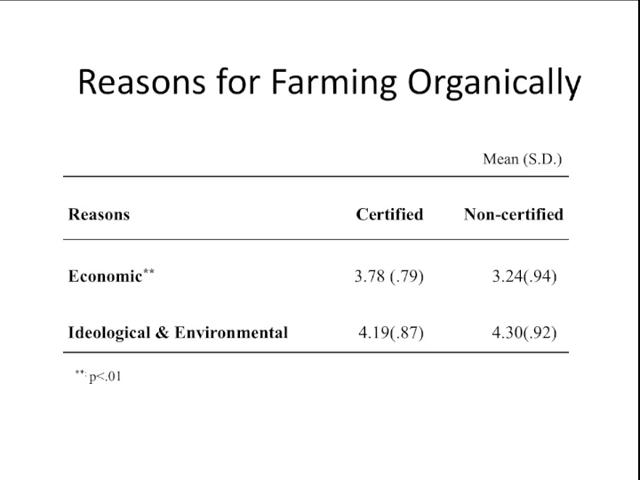 Reasons for Farming Organically
Mean (S.D.)
Reasons Certified Non-certified
Economic** 3.78 (.79) 3.24(.94)
Ideological & Environmental 4.19(.87) 4.30(.92)
**: p<.01